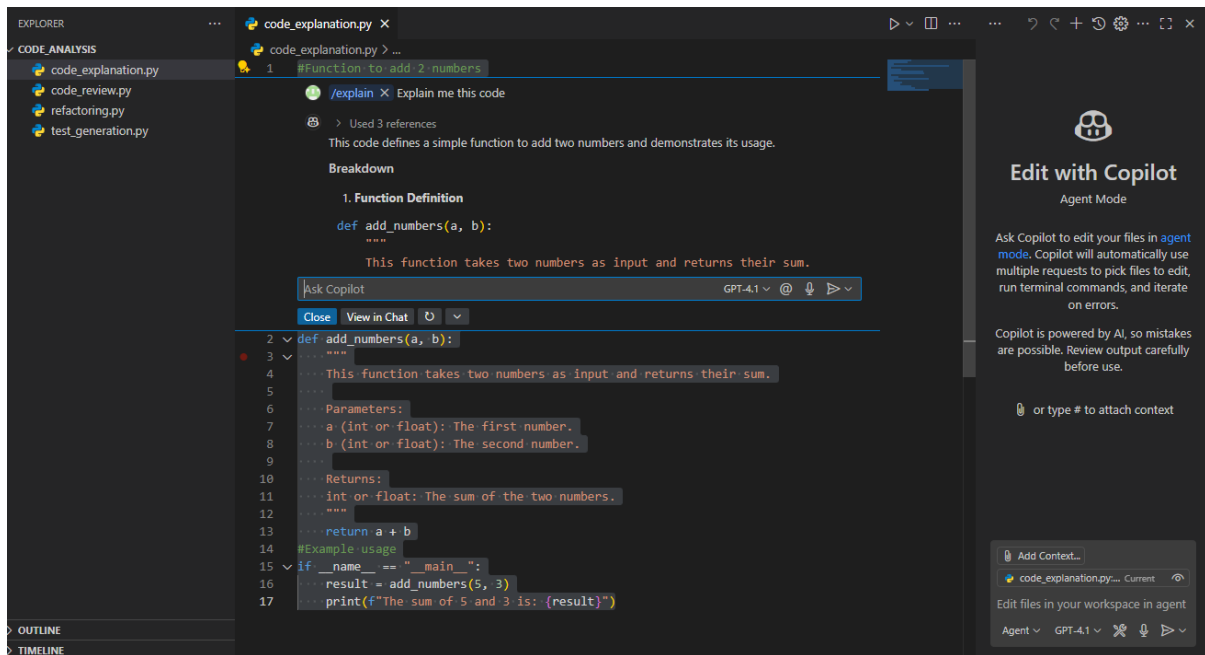 EXPLORER
CODE_ANALYSIS
code_explanation.py
code_review.py
refactoring.py
test_generation.py
OUTLINE
TIMELINE
code_explanation.py
code_explanation.py > ...
1 #Function to add 2 numbers
/explain × Explain me this code
> Used 3 references
This code defines a simple function to add two numbers and demonstrates its usage.
Breakdown
1. Function Definition
def add_numbers(a, b):
"""
This function takes two numbers as input and returns their sum.
Ask Copilot GPT-4.1 @
Close View in Chat
2 def add_numbers(a, b):
3 """
4 This function takes two numbers as input and returns their sum.
5
6 Parameters:
7 a (int or float): The first number.
8 b (int or float): The second number.
9
10 Returns:
11 int or float: The sum of the two numbers.
12 """
13 return a + b
14 #Example usage
15 if __name__ == "__main__":
16 result = add_numbers(5, 3)
17 print(f"The sum of 5 and 3 is: {result}")
Edit with Copilot
Agent Mode
Ask Copilot to edit your files in agent
mode. Copilot will automatically use
multiple requests to pick files to edit,
run terminal commands, and iterate
on errors.
Copilot is powered by AI, so mistakes
are possible. Review output carefully
before use.
or type # to attach context
Add Context...
code_explanation.py:... Current
Edit files in your workspace in agent
Agent GPT-4.1